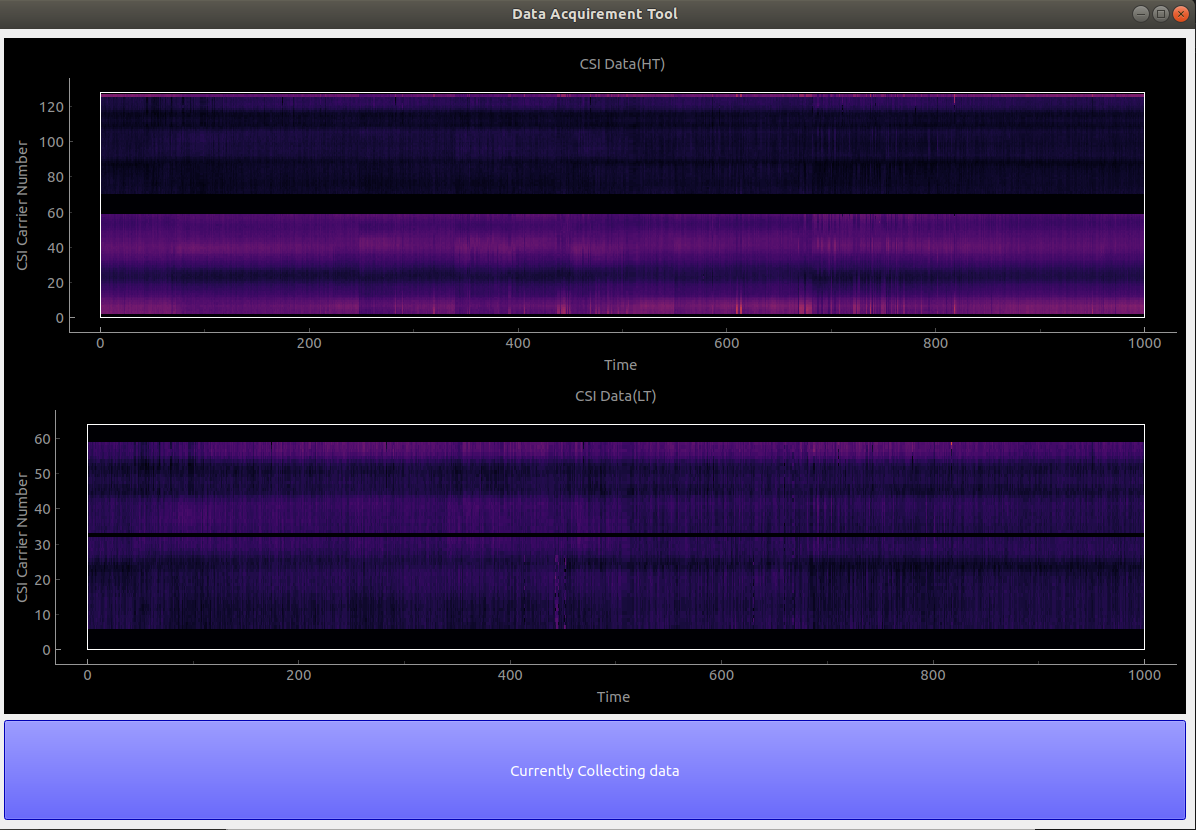 Data Acquirement Tool
CSI Data(HT)
CSI Carrier Number
120
100
80
60
40
20
0
0 200 400 600 800 1000
Time
CSI Data(LT)
CSI Carrier Number
60
50
40
30
20
10
0
0 200 400 600 800 1000
Time
Currently Collecting data